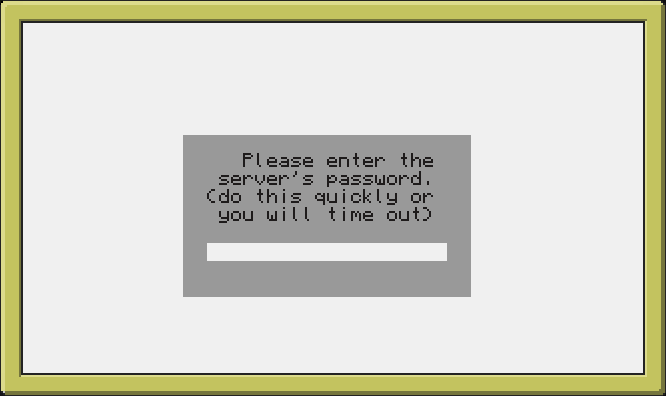 Please enter the
server's password.
(do this quickly or
you will time out)